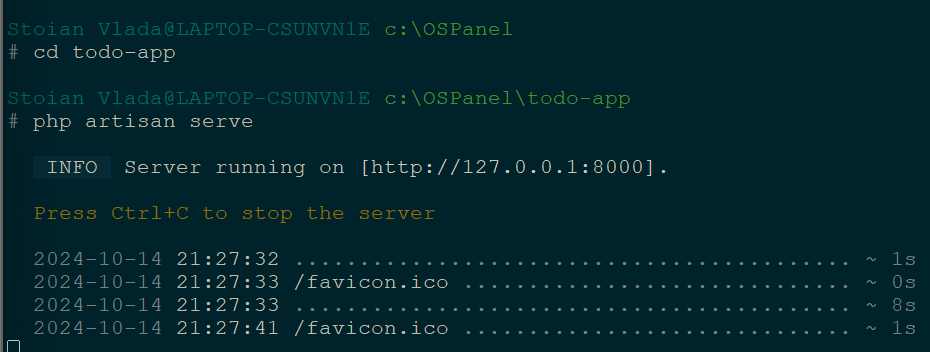 Stoian Vlada@LAPTOP-CSUNVN1E c:\OSPanel
# cd todo-app
Stoian Vlada@LAPTOP-CSUNVN1E c:\OSPanel\todo-app
# php artisan serve
INFO Server running on [http://127.0.0.1:8000].
Press Ctrl+C to stop the server
2024-10-14 21:27:32 ........................................... ~ 1s
2024-10-14 21:27:33 /favicon.ico .............................. ~ 0s
2024-10-14 21:27:33 ........................................... ~ 8s
2024-10-14 21:27:41 /favicon.ico .............................. ~ 1s